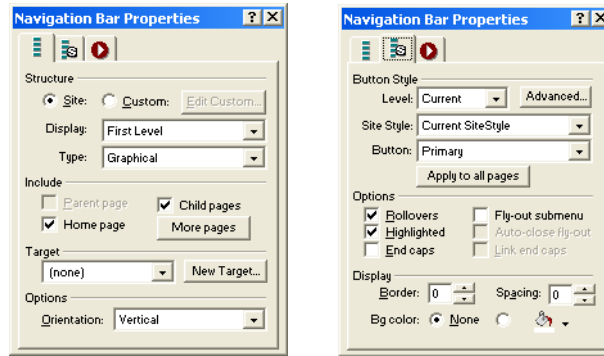 Navigation Bar Properties
Structure
Site: Custom: Edit Custom...
Display: First Level
Type: Graphical
Include
Parent page Child pages
Home page More pages
Target
(none) New Target...
Options
Orientation: Vertical
Navigation Bar Properties
Button Style
Level: Current Advanced...
Site Style: Current SiteStyle
Button: Primary
Apply to all pages
Options
Rollovers Fly-out submenu
Highlighted Auto-close fly-out
End caps Link end caps
Display
Border: 0 Spacing: 0
Bg color: None